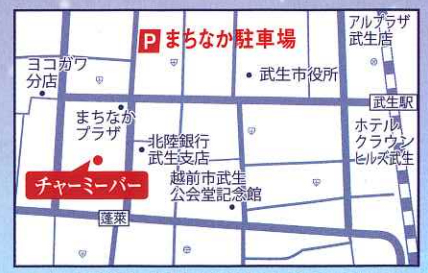 P まちなか駐車場
アルプラザ
武生店
ヨコガワ
分店
武生市役所
武生駅
まちなか
プラザ
北陸銀行
武生支店
ホテル
クラウン
ヒルズ武生
チャーミーバー
越前市武生
公会堂記念館
蓬莱